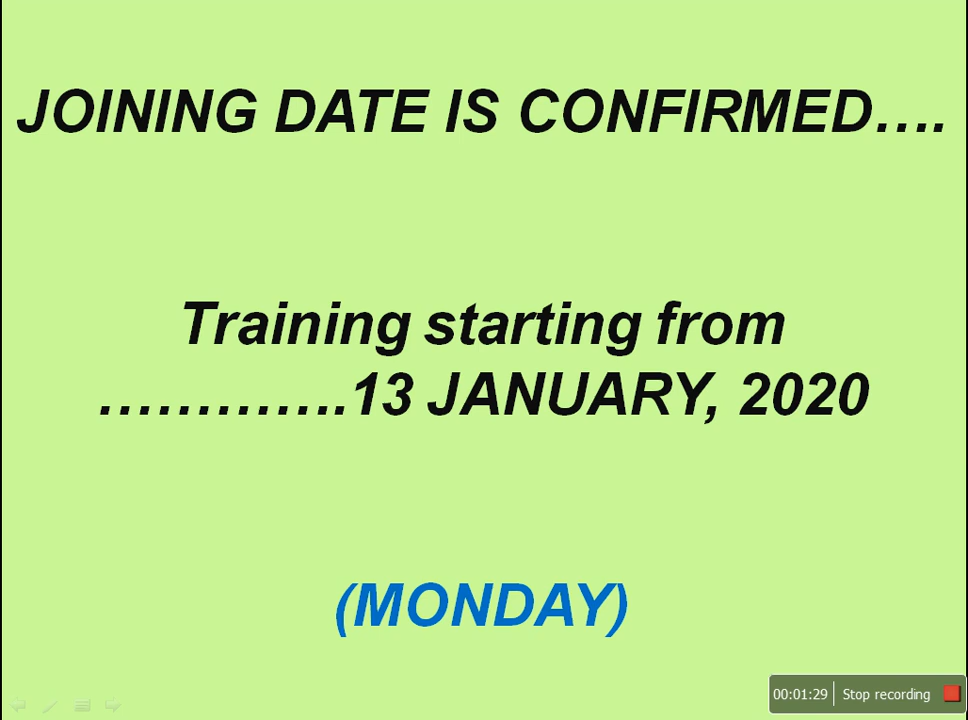 JOINING DATE IS CONFIRMED….
Training starting from
………….13 JANUARY, 2020
(MONDAY)
00:01:29 Stop recording